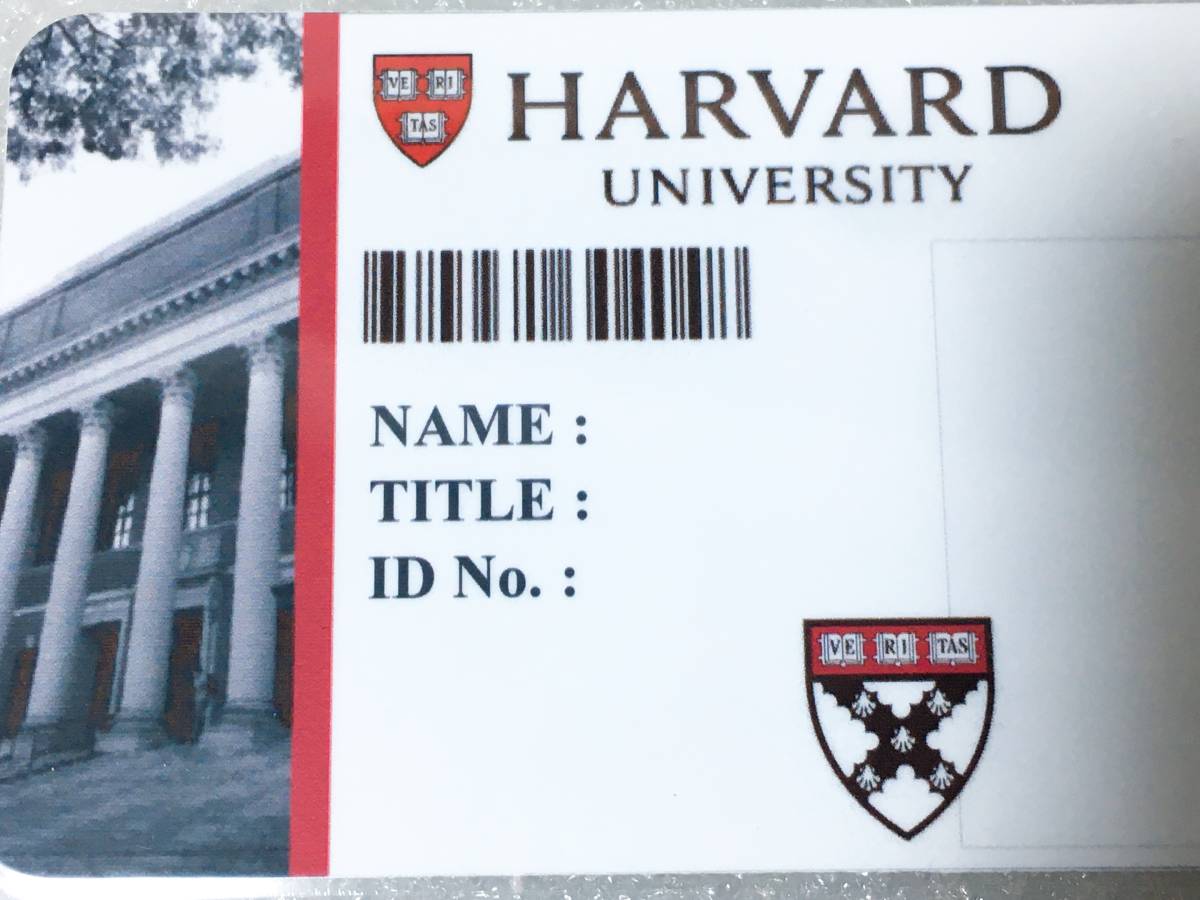 VE RI
TAS
HARVARD
UNIVERSITY
NAME :
TITLE :
ID No. :
VE RI TAS